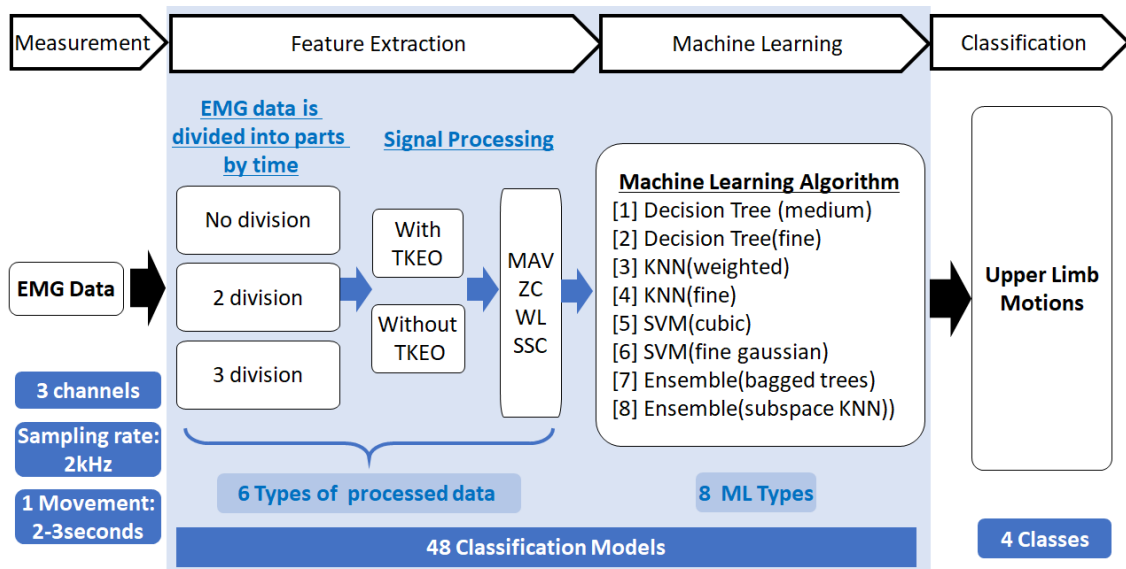 Measurement
Feature Extraction
Machine Learning
Classification
EMG data is
divided into parts
by time
Signal Processing
No division
2 division
3 division
With
TKEO
Without
TKEO
MAV
ZC
WL
SSC
Machine Learning Algorithm
[1] Decision Tree (medium)
[2] Decision Tree(fine)
[3] KNN(weighted)
[4] KNN(fine)
[5] SVM(cubic)
[6] SVM(fine gaussian)
[7] Ensemble(bagged trees)
[8] Ensemble(subspace KNN))
EMG Data
Upper Limb
Motions
3 channels
Sampling rate:
2kHz
1 Movement:
2-3seconds
6 Types of processed data
8 ML Types
48 Classification Models
4 Classes